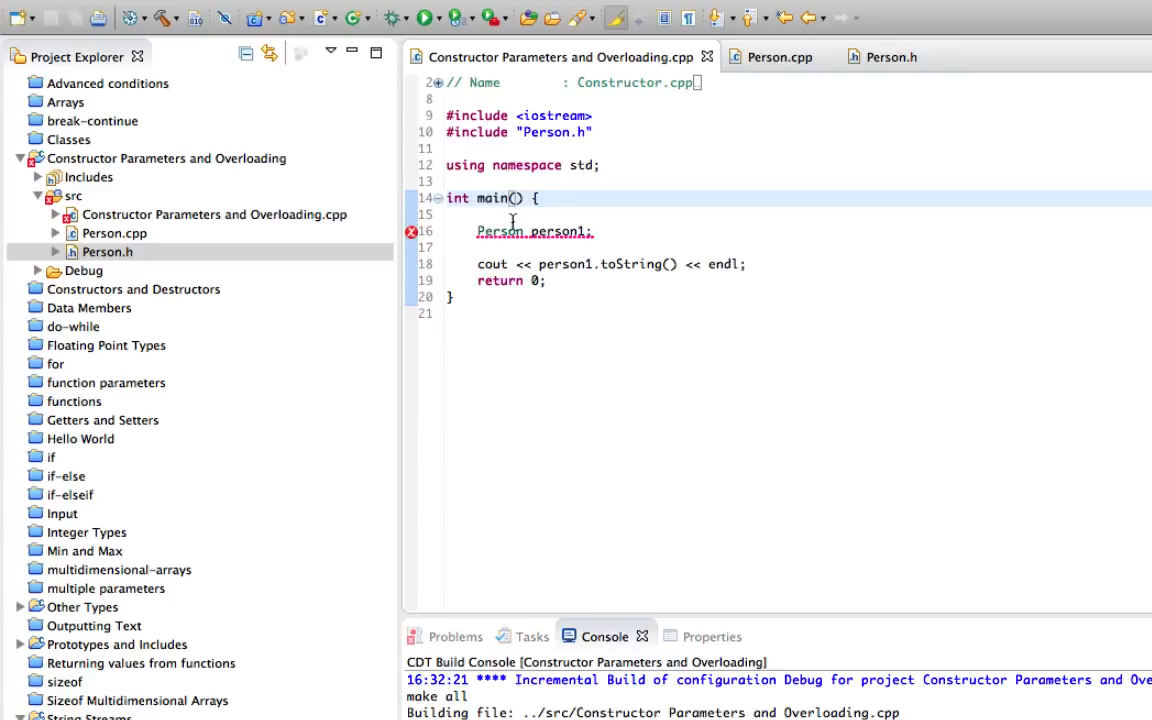 Project Explorer
Advanced conditions
Arrays
break-continue
Classes
Constructor Parameters and Overloading
Includes
src
Constructor Parameters and Overloading.cpp
Person.cpp
Person.h
Debug
Constructors and Destructors
Data Members
do-while
Floating Point Types
for
function parameters
functions
Getters and Setters
Hello World
if
if-else
if-elseif
Input
Integer Types
Min and Max
multidimensional-arrays
multiple parameters
Other Types
Outputting Text
Prototypes and Includes
Returning values from functions
sizeof
Sizeof Multidimensional Arrays
String Streams
Constructor Parameters and Overloading.cpp
Person.cpp
Person.h
2 // Name : Constructor.cpp
8
9 #include <iostream>
10 #include "Person.h"
11
12 using namespace std;
13
14 int main() {
15
16 Person person1;
17
18 cout << person1.toString() << endl;
19 return 0;
20 }
21
Problems Tasks Console Properties
CDT Build Console [Constructor Parameters and Overloading]
16:32:21 **** Incremental Build of configuration Debug for project Constructor Parameters and Ove
make all
Building file: ../src/Constructor Parameters and Overloading.cpp